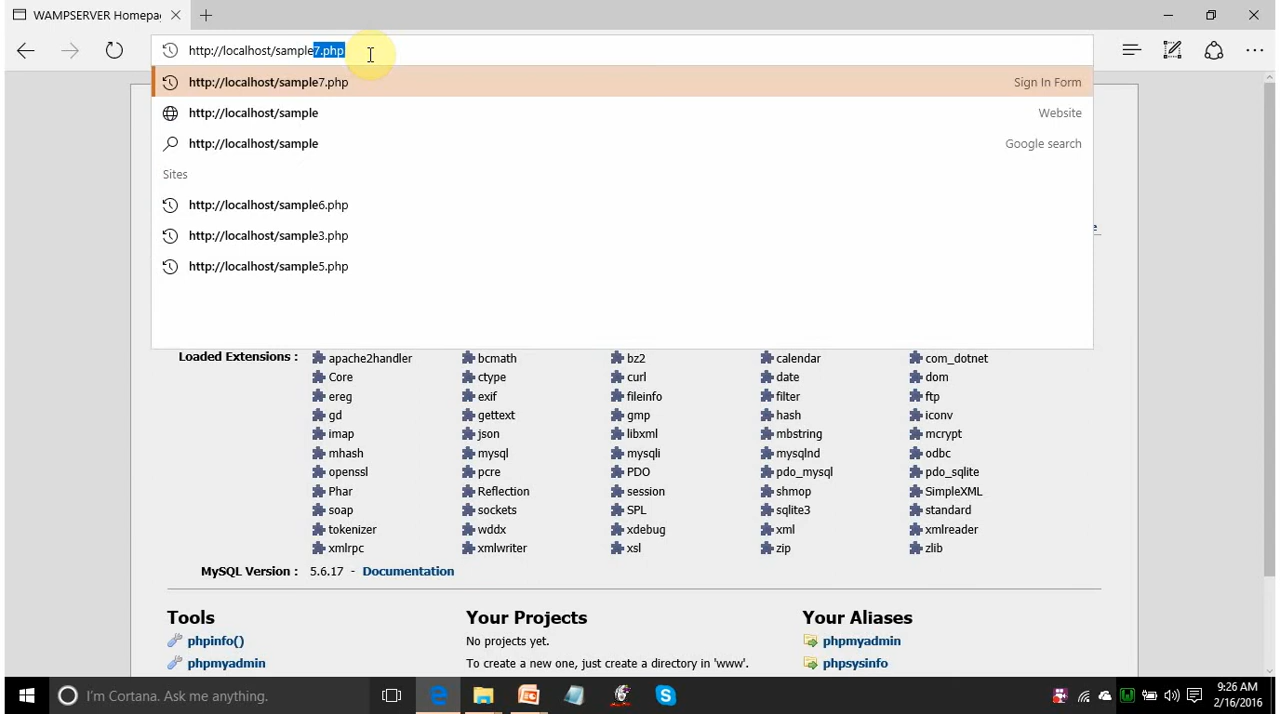 WAMPSERVER Homepag
http://localhost/sample7.php
http://localhost/sample7.php Sign In Form
http://localhost/sample Website
http://localhost/sample Google search
Sites
http://localhost/sample6.php
http://localhost/sample3.php
http://localhost/sample5.php
e
Loaded Extensions : apache2handler bcmath bz2 calendar com_dotnet
Core ctype curl date dom
ereg exif fileinfo filter ftp
gd gettext gmp hash iconv
imap json libxml mbstring mcrypt
mhash mysql mysqli mysqlnd odbc
openssl pcre PDO pdo_mysql pdo_sqlite
Phar Reflection session shmop SimpleXML
soap sockets SPL sqlite3 standard
tokenizer wddx xdebug xml xmlreader
xmlrpc xmlwriter xsl zip zlib
MySQL Version : 5.6.17 - Documentation
Tools Your Projects Your Aliases
phpinfo() No projects yet. phpmyadmin
phpmyadmin To create a new one, just create a directory in 'www'. phpsysinfo
I'm Cortana. Ask me anything. 9:26 AM
2/16/2016